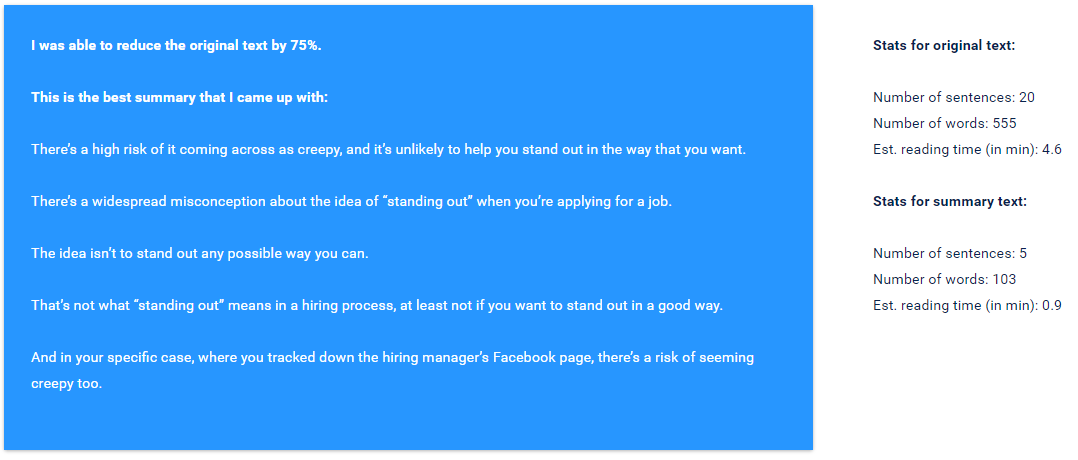 I was able to reduce the original text by 75%.
This is the best summary that I came up with:
There’s a high risk of it coming across as creepy, and it’s unlikely to help you stand out in the way that you want.
There’s a widespread misconception about the idea of “standing out” when you’re applying for a job.
The idea isn’t to stand out any possible way you can.
That’s not what “standing out” means in a hiring process, at least not if you want to stand out in a good way.
And in your specific case, where you tracked down the hiring manager’s Facebook page, there’s a risk of seeming
creepy too.
Stats for original text:
Number of sentences: 20
Number of words: 555
Est. reading time (in min): 4.6
Stats for summary text:
Number of sentences: 5
Number of words: 103
Est. reading time (in min): 0.9